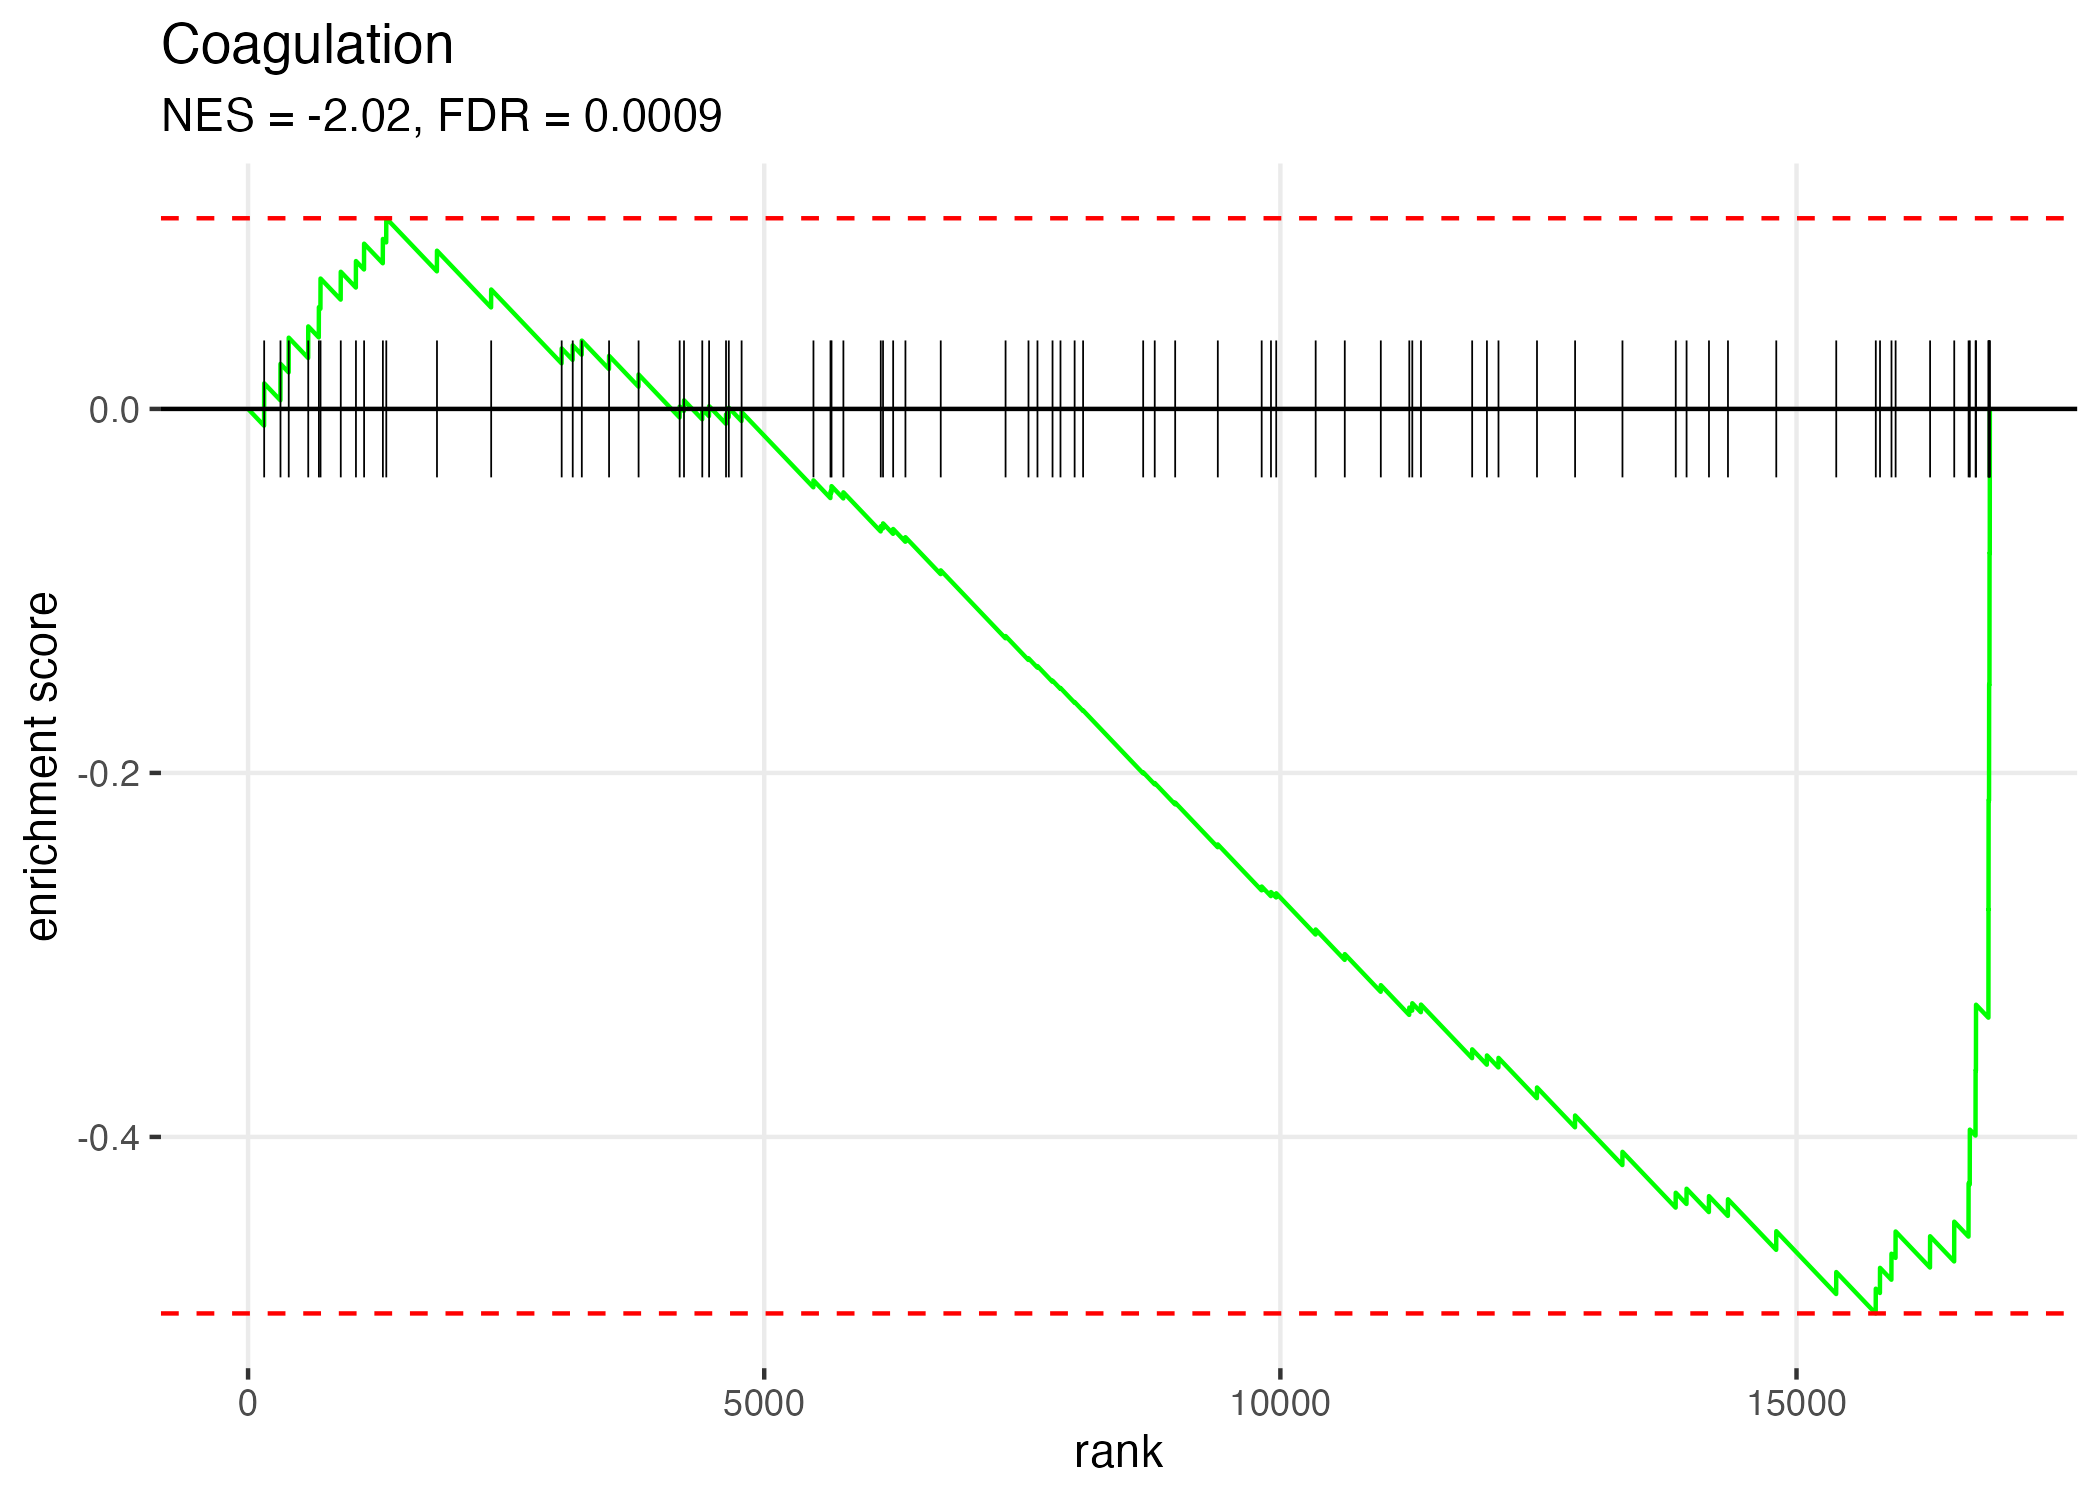 Coagulation
NES = -2.02, FDR = 0.0009
enrichment score
0.0
-0.2
-0.4
0
5000
10000
15000
rank